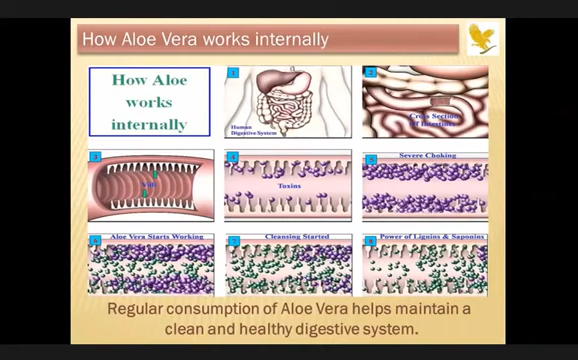 How Aloe Vera works internally
How Aloe
works
internally
1
Human
Digestive System
2
Cross Section
of Intestines
3
Villi
4
Toxins
5
Severe Choking
6
Aloe Vera Starts Working
7
Cleansing Started
8
Power of Lignins & Saponins
Regular consumption of Aloe Vera helps maintain a
clean and healthy digestive system.